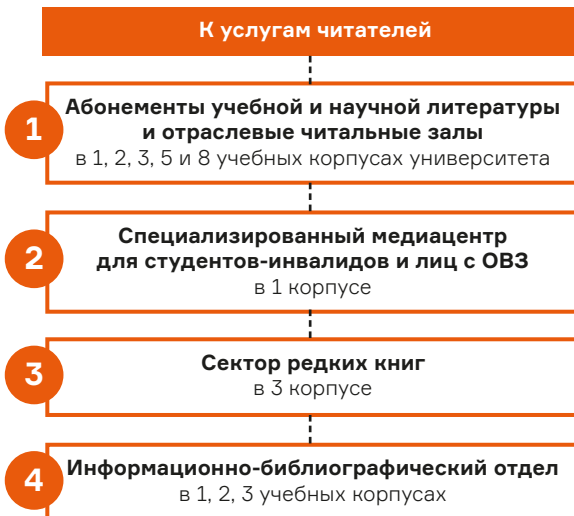 К услугам читателей
1
Абонементы учебной и научной литературы
и отраслевые читальные залы
в 1, 2, 3, 5 и 8 учебных корпусах университета
2
Специализированный медиацентр
для студентов-инвалидов и лиц с ОВЗ
в 1 корпусе
3
Сектор редких книг
в 3 корпусе
4
Информационно-библиографический отдел
в 1, 2, 3 учебных корпусах